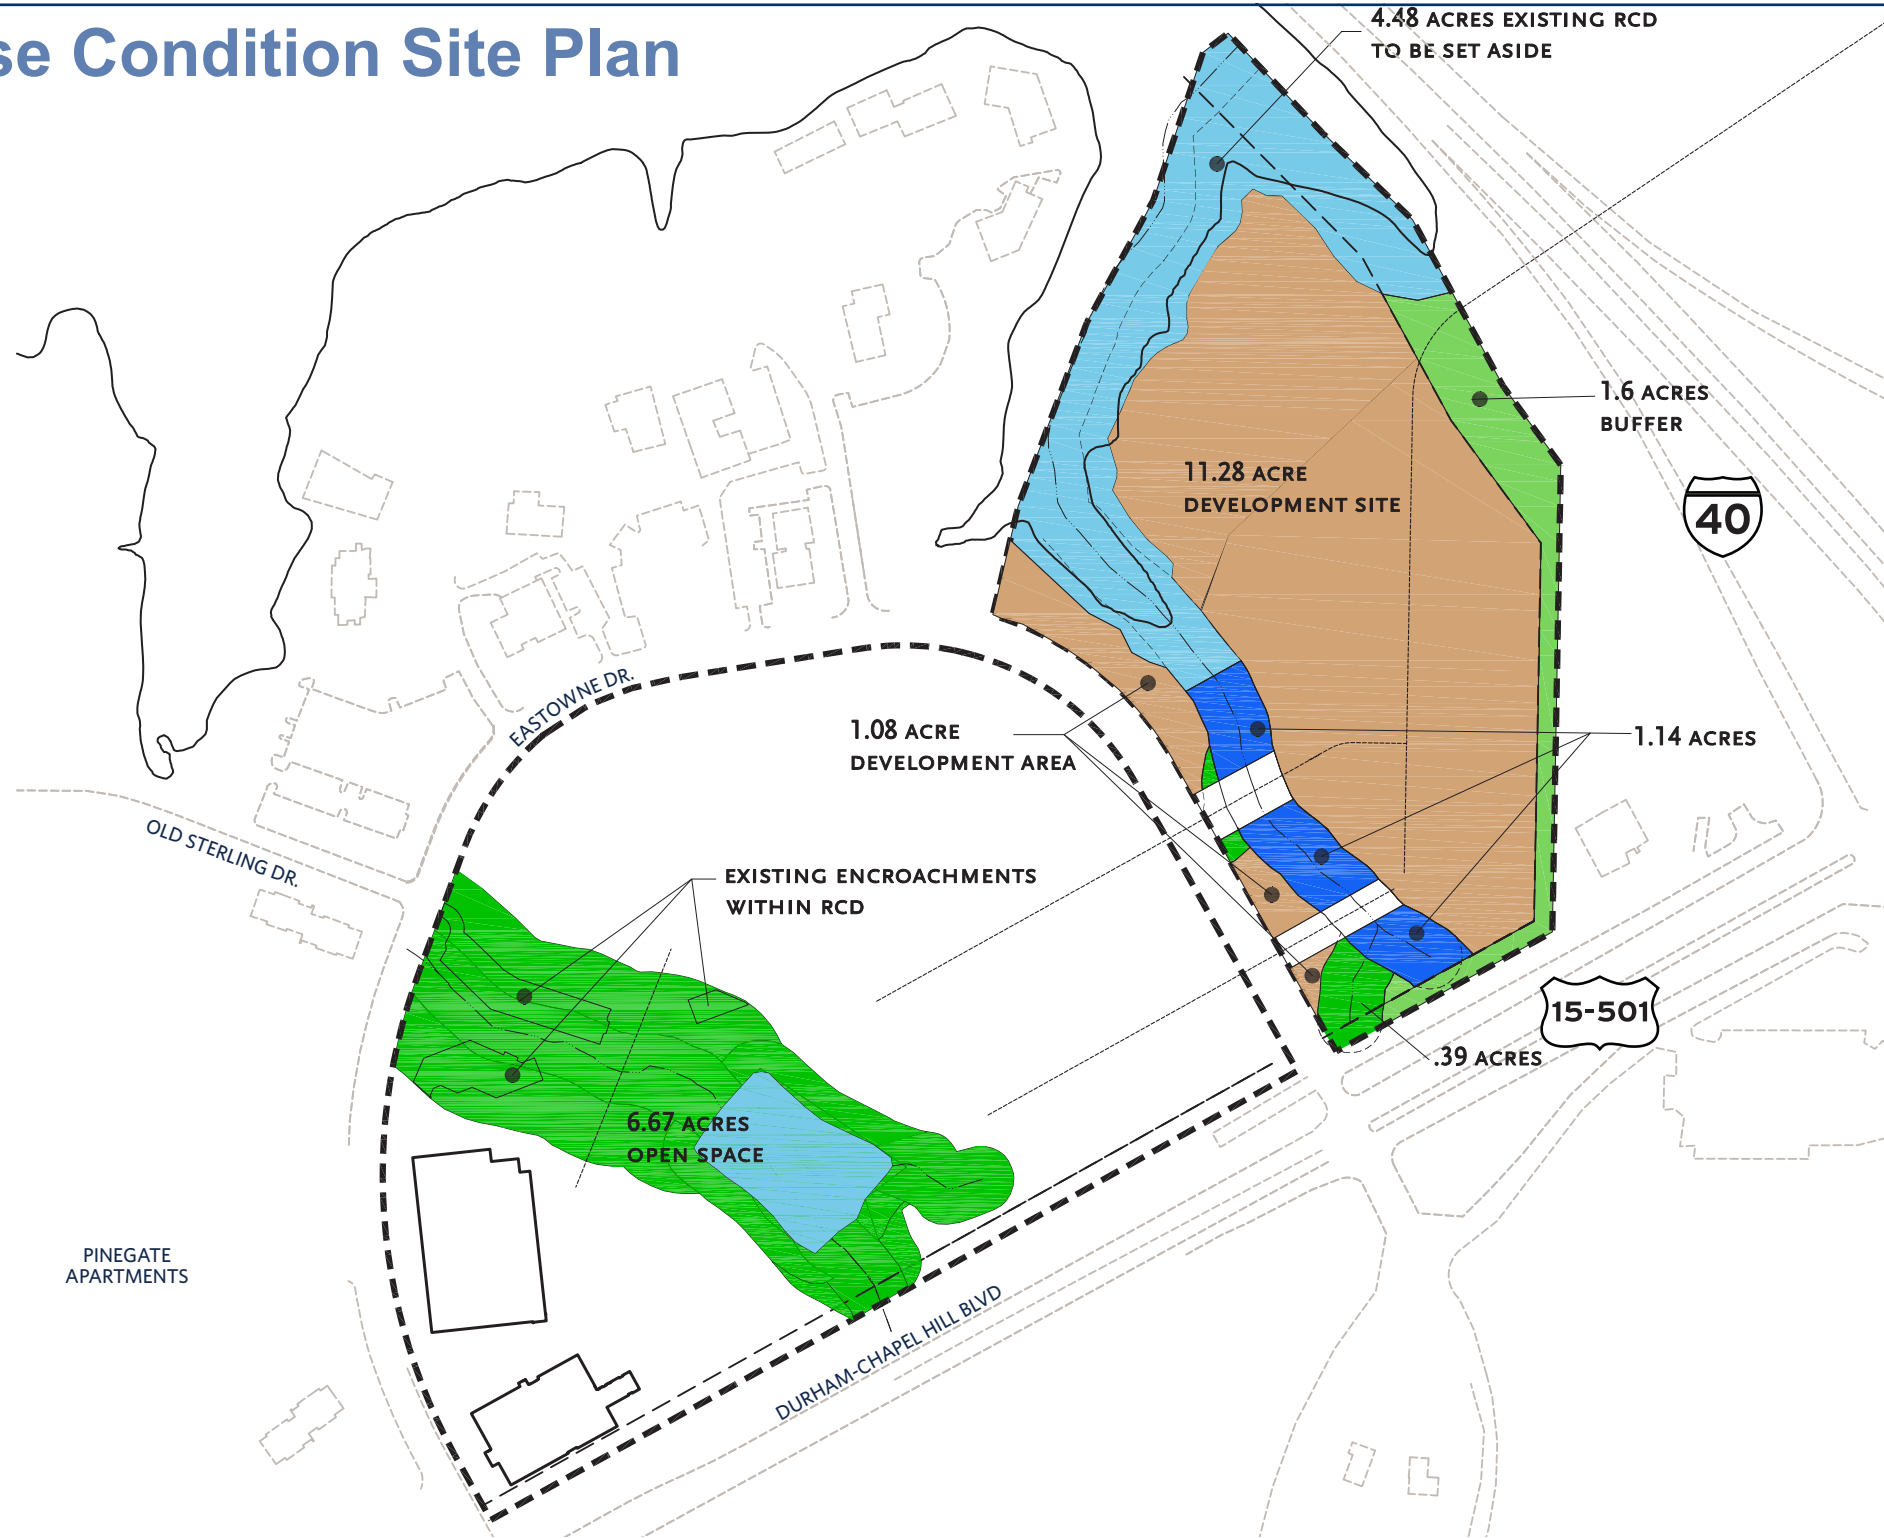 se Condition Site Plan
4.48 ACRES EXISTING RCD
TO BE SET ASIDE
1.6 ACRES
BUFFER
11.28 ACRE
DEVELOPMENT SITE
40
EASTOWNE DR.
1.08 ACRE
DEVELOPMENT AREA
1.14 ACRES
OLD STERLING DR.
EXISTING ENCROACHMENTS
WITHIN RCD
15-501
.39 ACRES
6.67 ACRES
OPEN SPACE
PINEGATE
APARTMENTS
DURHAM-CHAPEL HILL BLVD